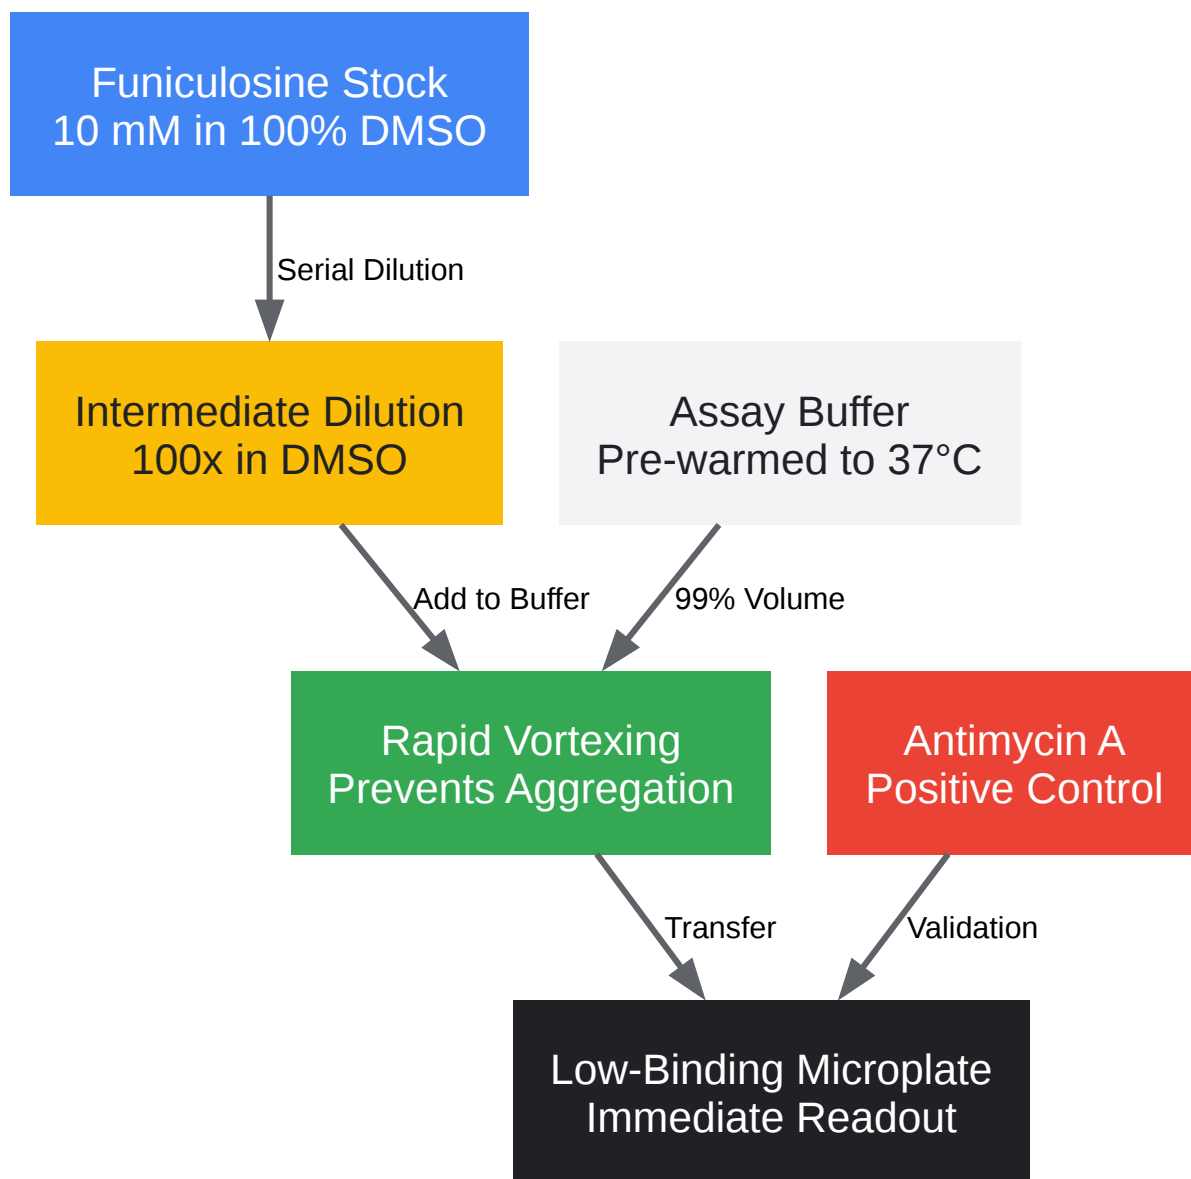 Funiculosine Stock
10 mM in 100% DMSO
Serial Dilution
Intermediate Dilution
100x in DMSO
Assay Buffer
Pre-warmed to 37°C
Add to Buffer
99% Volume
Rapid Vortexing
Prevents Aggregation
Antimycin A
Positive Control
Transfer
Validation
Low-Binding Microplate
Immediate Readout